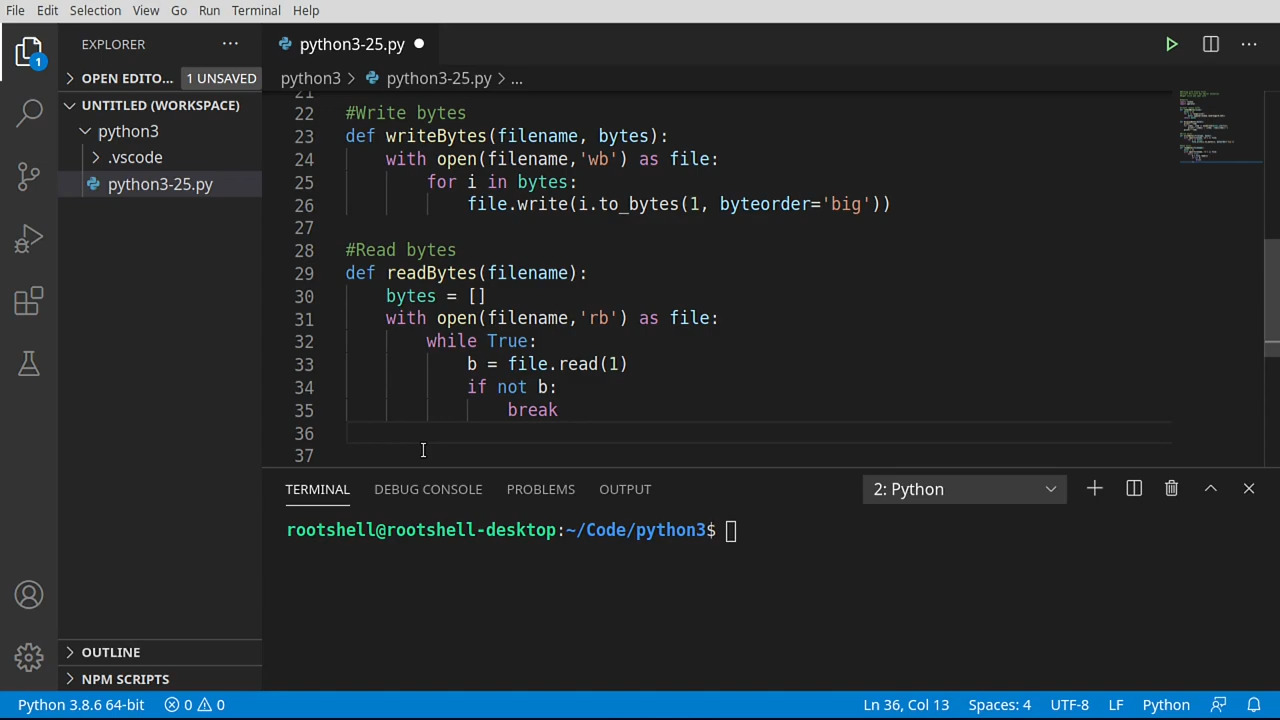 File Edit Selection View Go Run Terminal Help
EXPLORER
python3-25.py
OPEN EDITO... 1 UNSAVED
python3 > python3-25.py > ...
UNTITLED (WORKSPACE)
python3
.vscode
python3-25.py
1
21
22 #Write bytes
23 def writeBytes(filename, bytes):
24 with open(filename,'wb') as file:
25 for i in bytes:
26 file.write(i.to_bytes(1, byteorder='big'))
27
28 #Read bytes
29 def readBytes(filename):
30 bytes = []
31 with open(filename,'rb') as file:
32 while True:
33 b = file.read(1)
34 if not b:
35 break
36
37
TERMINAL DEBUG CONSOLE PROBLEMS OUTPUT 2: Python
rootshell@rootshell-desktop:~/Code/python3$
OUTLINE
NPM SCRIPTS
Python 3.8.6 64-bit 0 0 Ln 36, Col 13 Spaces: 4 UTF-8 LF Python